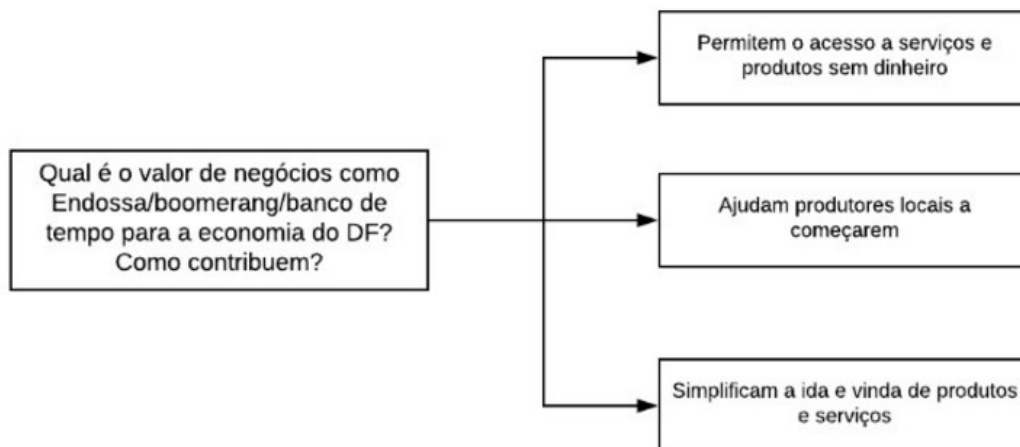 Permitem o acesso a serviços e
produtos sem dinheiro
Qual é o valor de negócios como
Endossa/boomerang/banco de
tempo para a economia do DF?
Como contribuem?
Ajudam produtores locais a
começarem
Simplificam a ida e vinda de produtos
e serviços